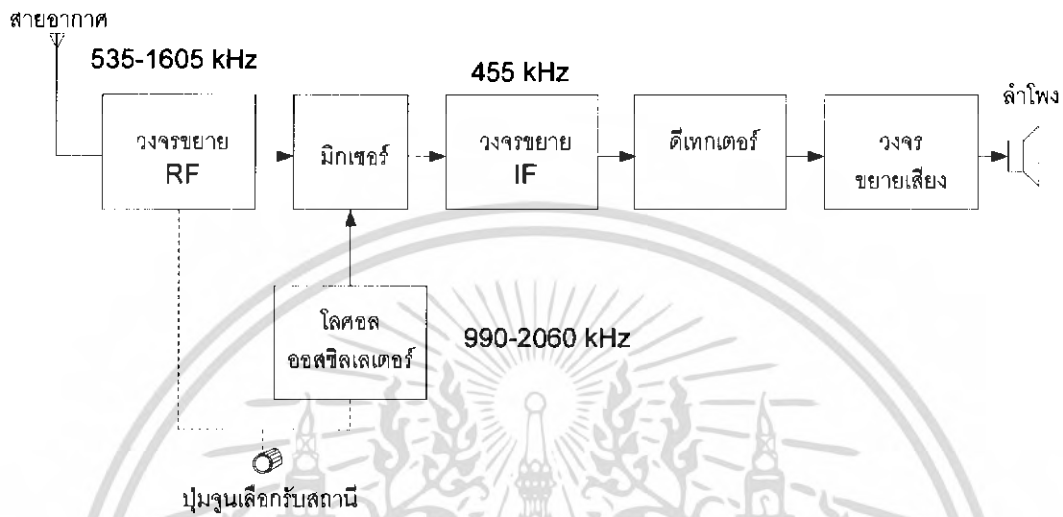 สายอากาศ
535-1605 kHz
455 kHz
ลำโพง
วงจรขยาย
RF
มิกเซอร์
วงจรขยาย
IF
ดีเทกเตอร์
วงจร
ขยายเสียง
โลคอล
ออสซิลเลเตอร์
990-2060 kHz
ปุ่มจูนเลือกรับสถานี